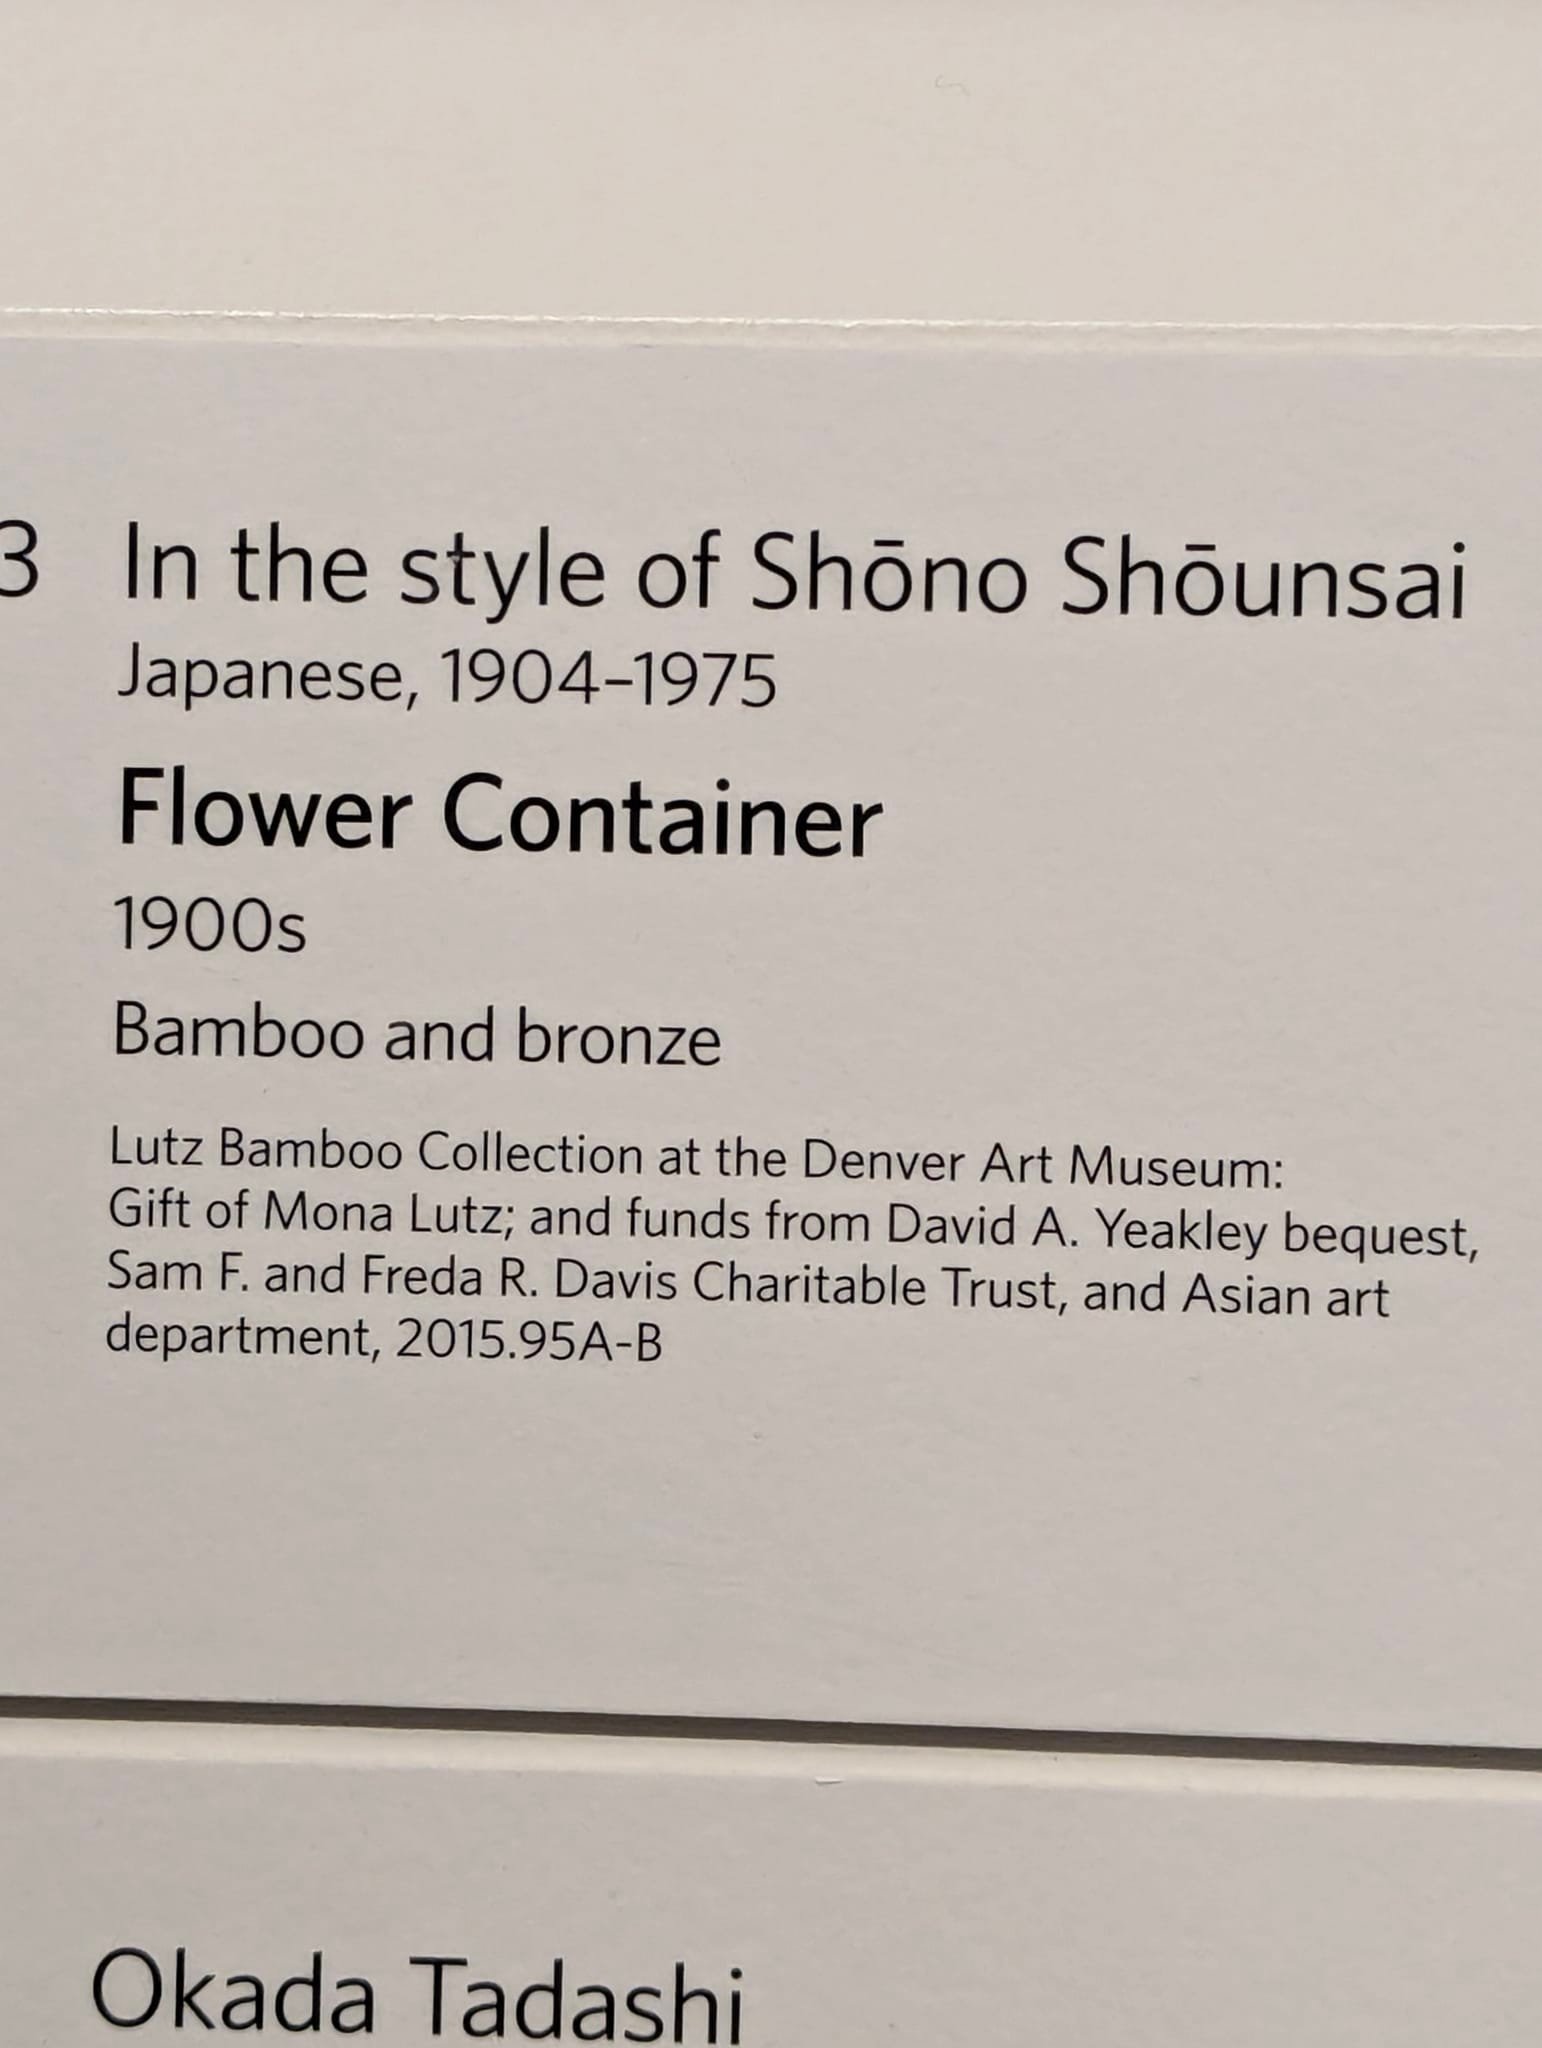 3 In the style of Shōno Shōunsai
Japanese, 1904–1975
Flower Container
1900s
Bamboo and bronze
Lutz Bamboo Collection at the Denver Art Museum:
Gift of Mona Lutz; and funds from David A. Yeakley bequest,
Sam F. and Freda R. Davis Charitable Trust, and Asian art
department, 2015.95A-B
Okada Tadashi